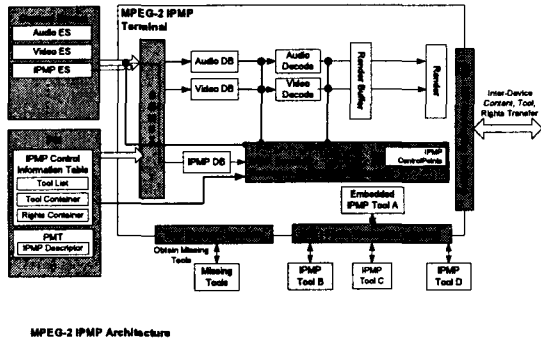 MPEG-2 IPMP
Terminal
Audio ES
Video ES
IPMP ES
Audio DB
Video DB
Audio
Decode
Video
Decode
Render Buffer
Render
Inter-Device
Content, Tool,
Rights Transfer
IPMP Control
Information Table
Tool List
Tool Container
Rights Container
PMT
IPMP Descriptor
IPMP DB
IPMP
ControlPoints
Embedded
IPMP Tool A
Obtain Missing
Tools
Missing
Tools
IPMP
Tool B
IPMP
Tool C
IPMP
Tool D
MPEG-2 IPMP Architecture